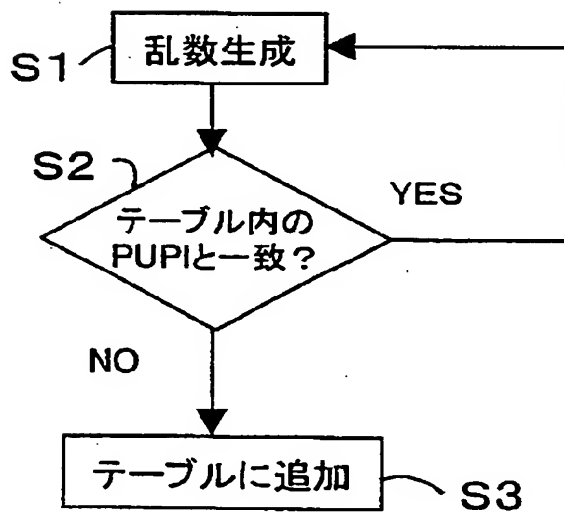 S1
乱数生成
S2
テーブル内の
PUPIと一致?
YES
NO
テーブルに追加
S3